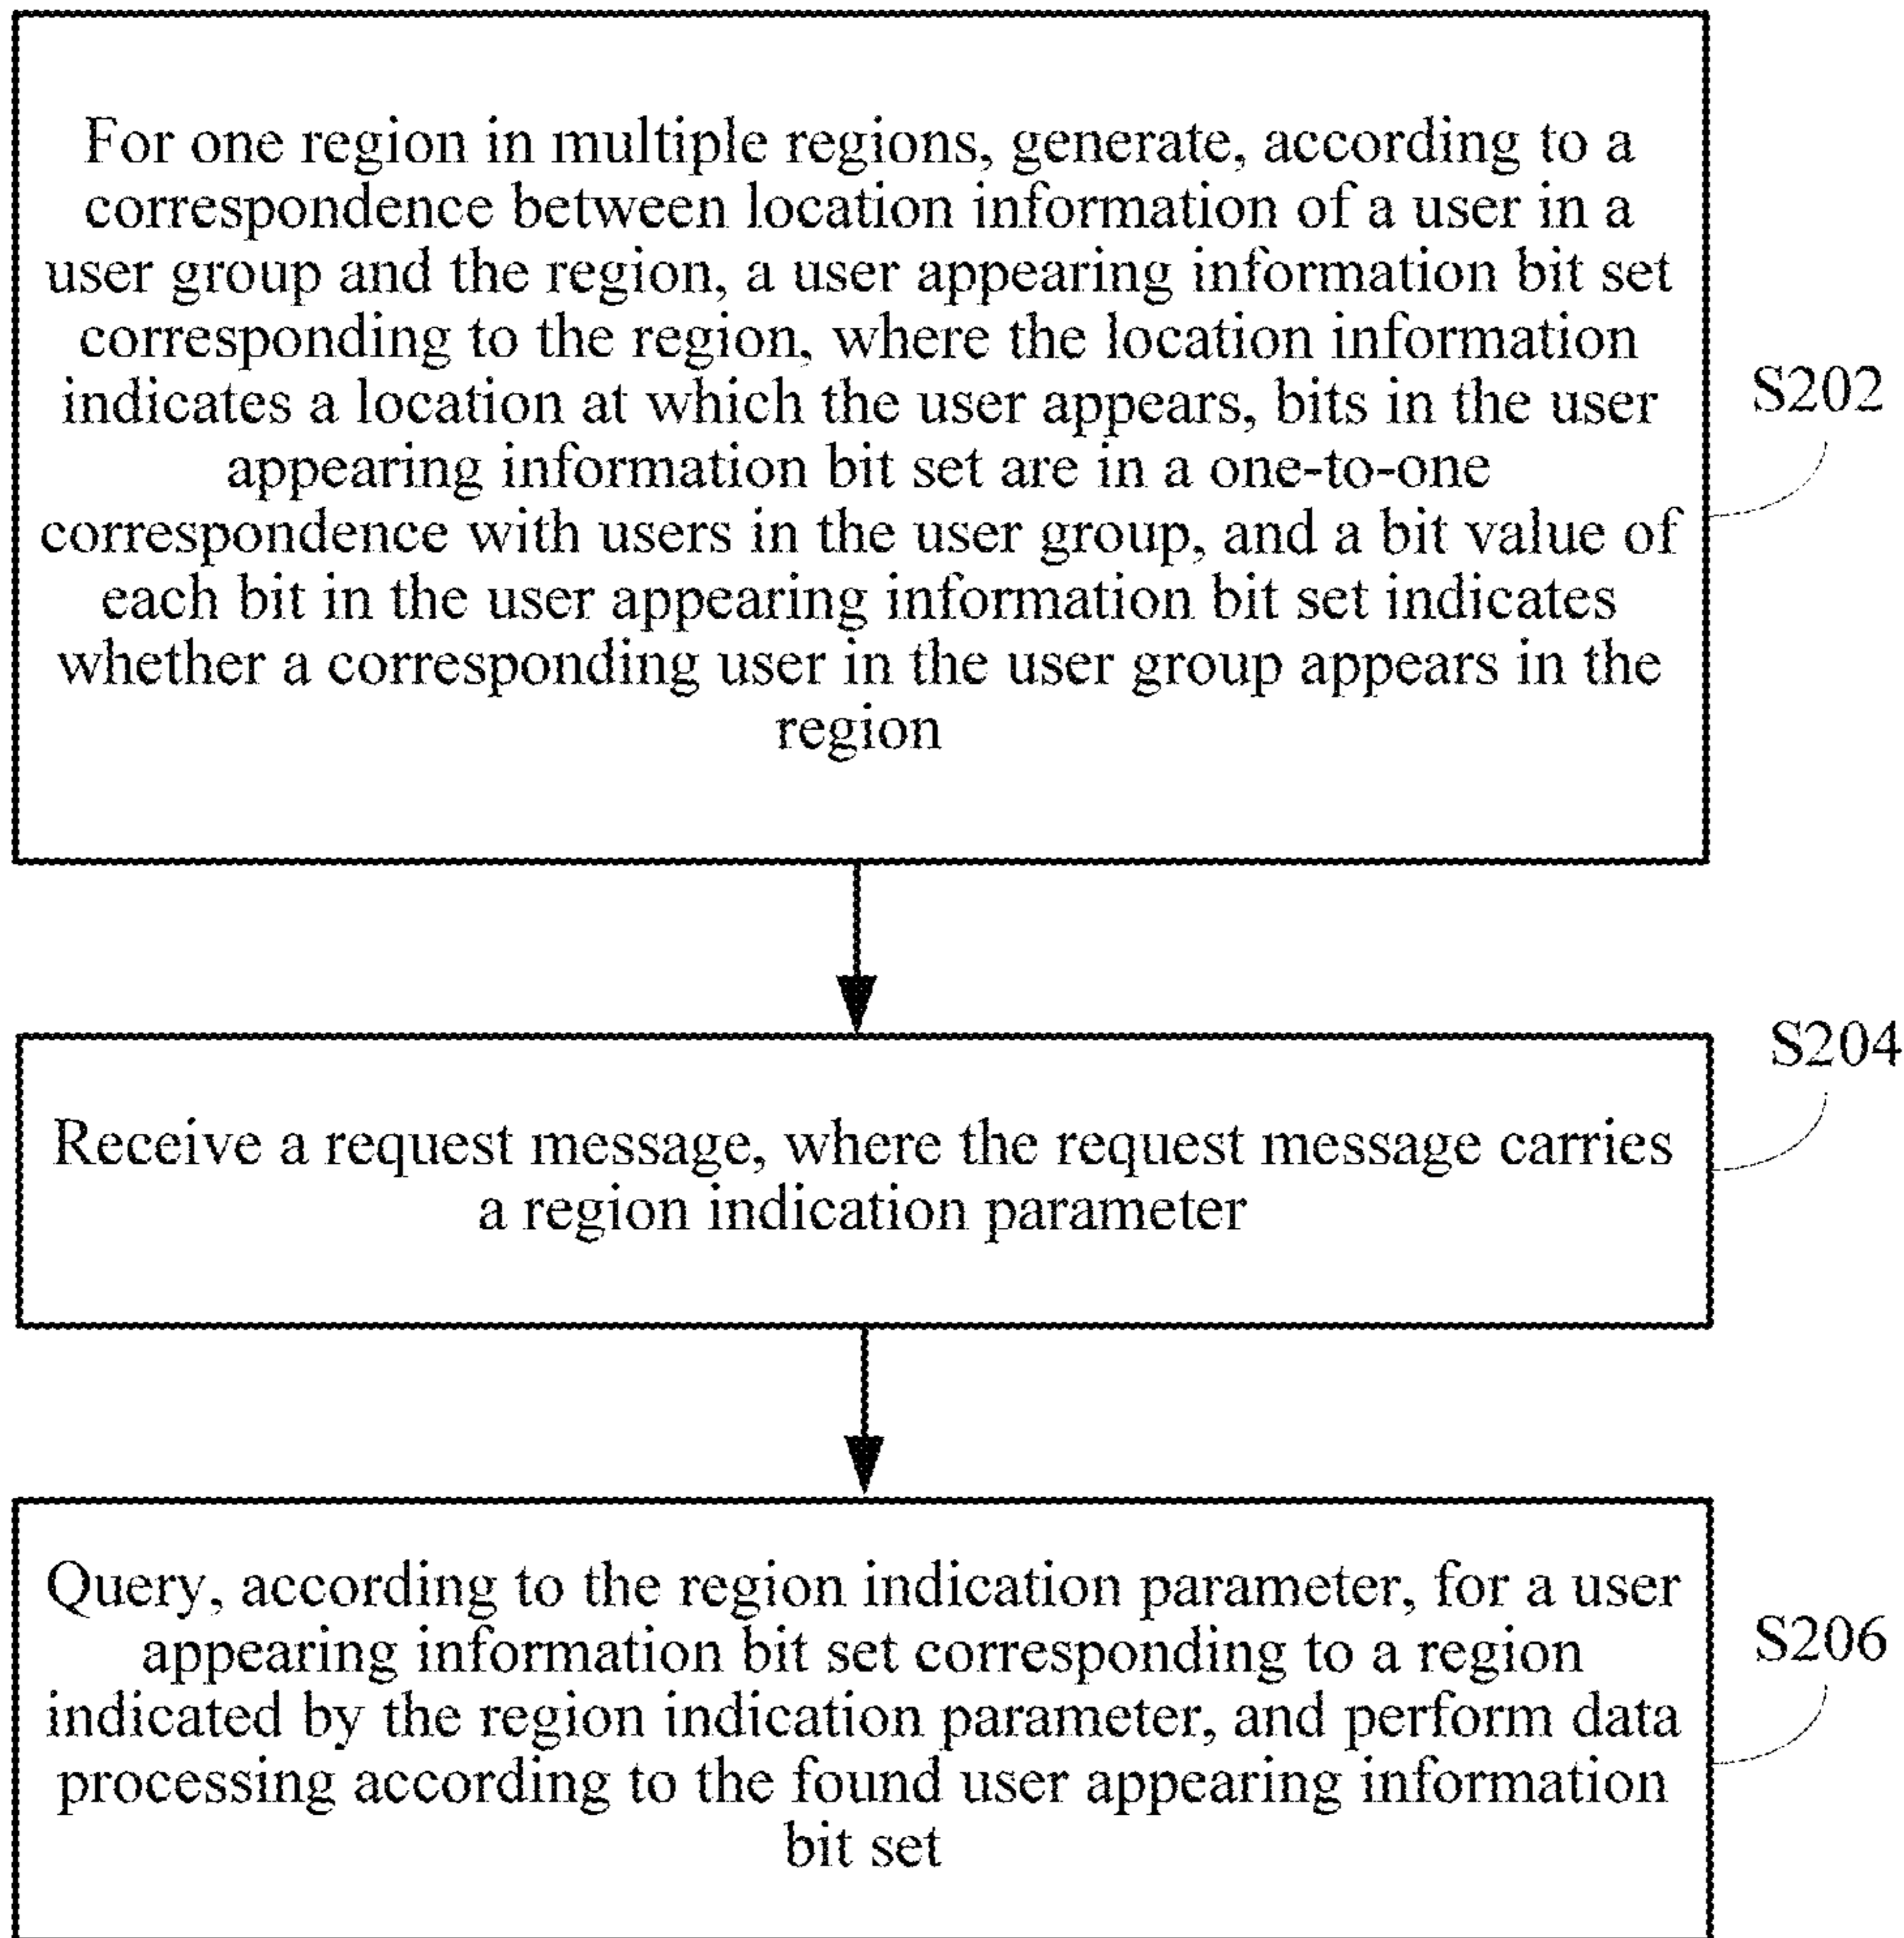 For one region in multiple regions, generate, according to a
correspondence between location information of a user in a
user group and the region, a user appearing information bit set
corresponding to the region, where the location information
indicates a location at which the user appears, bits in the user
appearing information bit set are in a one-to-one
correspondence with users in the user group, and a bit value of
each bit in the user appearing information bit set indicates
whether a corresponding user in the user group appears in the
region
S202
S204
Receive a request message, where the request message carries
a region indication parameter
Query, according to the region indication parameter, for a user
appearing information bit set corresponding to a region
indicated by the region indication parameter, and perform data
processing according to the found user appearing information
bit set
S206